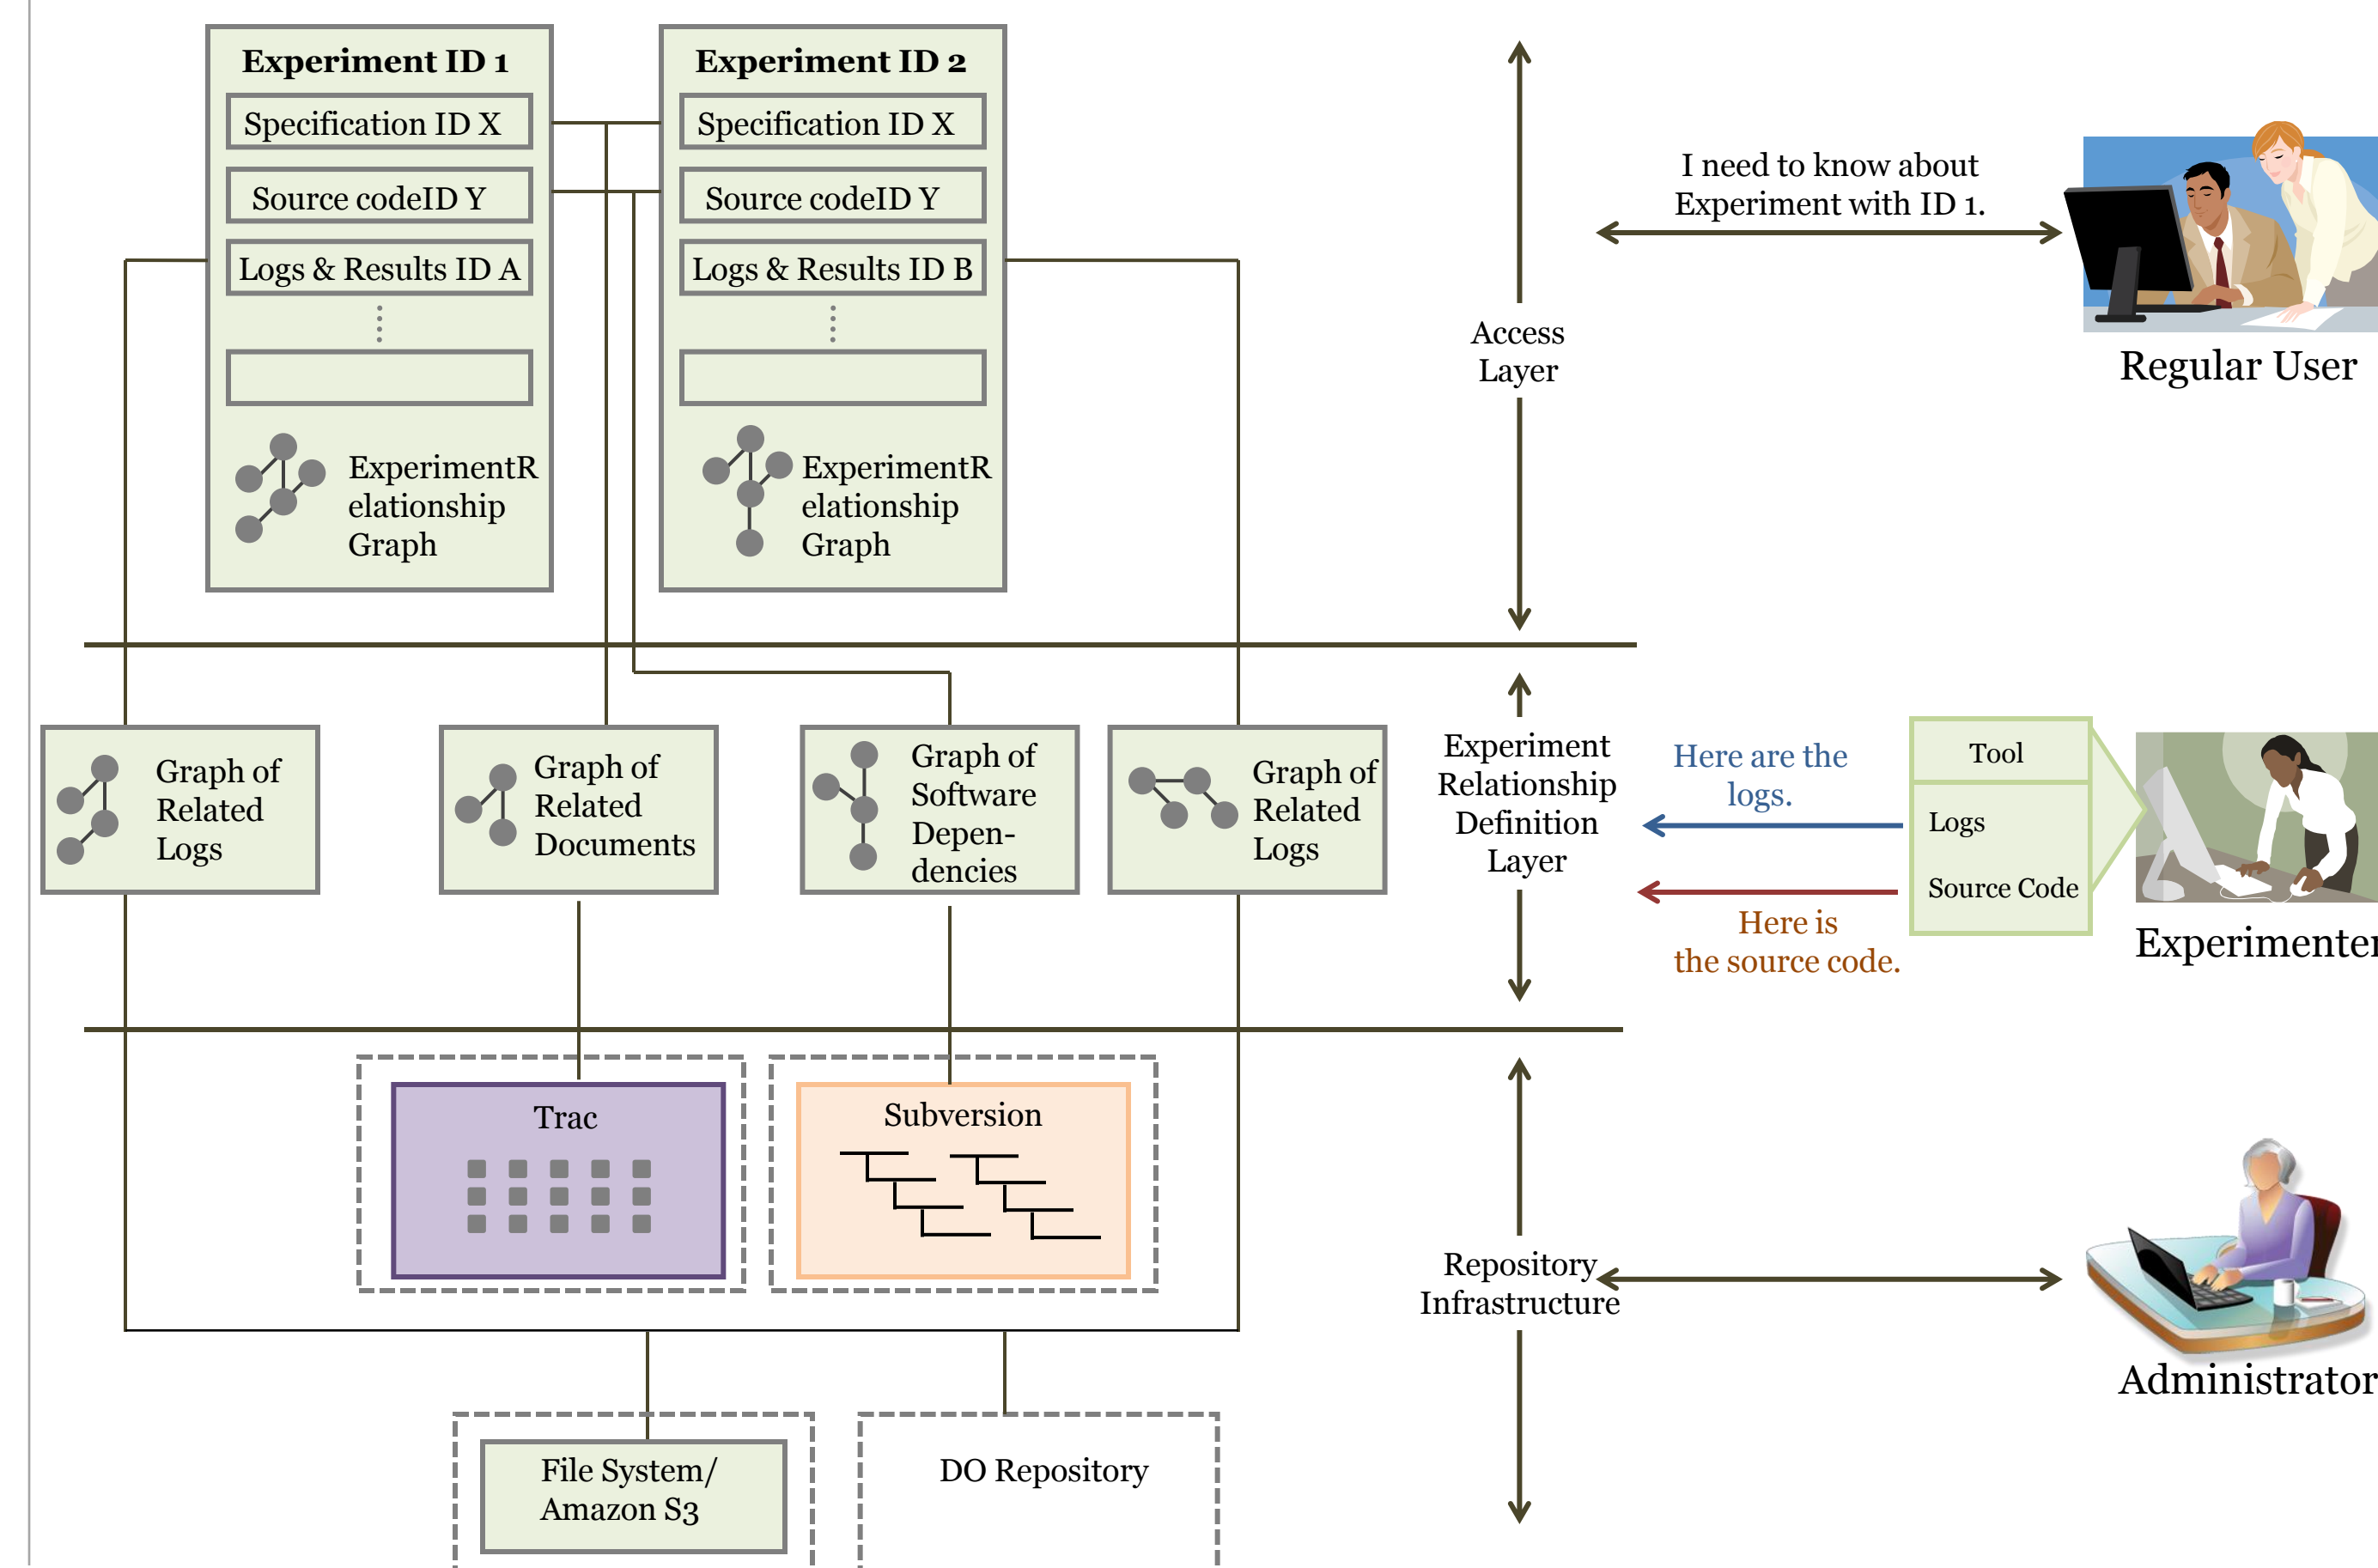 Experiment ID 1
Specification ID X
Source codeID Y
Logs & Results ID A
ExperimentR
elationship
Graph
Experiment ID 2
Specification ID X
Source codeID Y
Logs & Results ID B
ExperimentR
elationship
Graph
Access
Layer
I need to know about
Experiment with ID 1.
Regular User
Graph of
Related
Logs
Graph of
Related
Documents
Graph of
Software
Depen-
dencies
Graph of
Related
Logs
Experiment
Relationship
Definition
Layer
Here are the
logs.
Here is
the source code.
Tool
Logs
Source Code
Experimenter
Trac
Subversion
Repository
Infrastructure
Administrator
File System/
Amazon S3
DO Repository